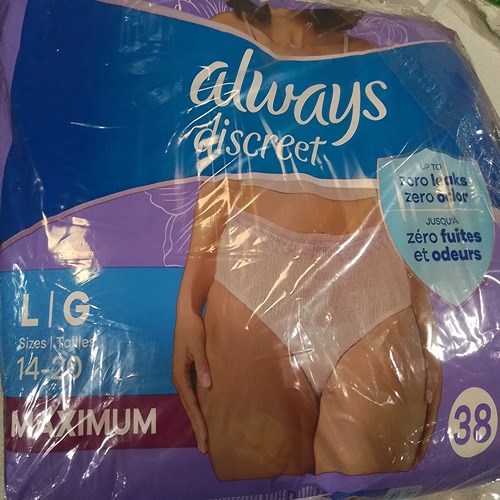 always
discreet
UP TO
zero leaks
zero odor
JUSQU'À
zéro fuites
et odeurs
L|G
Sizes | Tailles
14-20
MAXIMUM
38